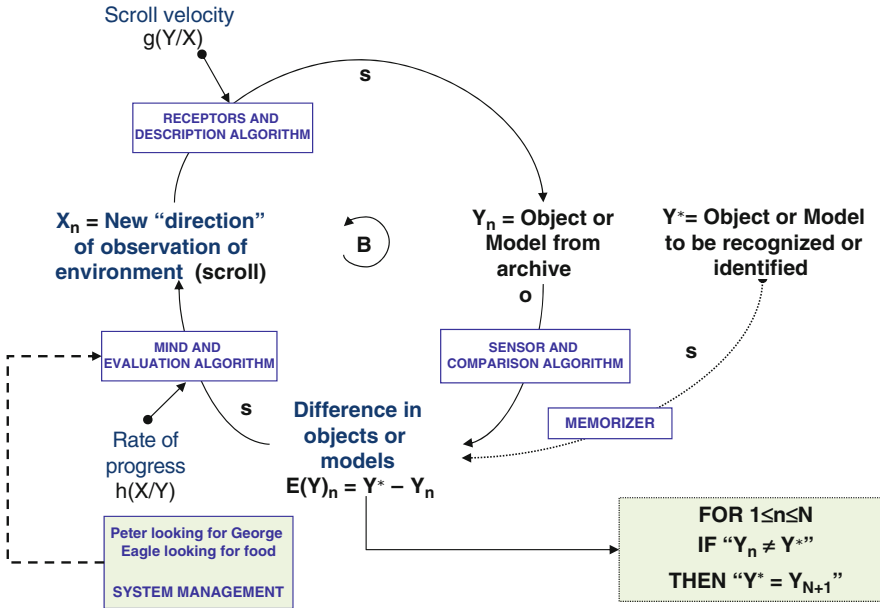 Scroll velocity
g(Y/X)
s
RECEPTORS AND
DESCRIPTION ALGORITHM
Xn = New “direction”
of observation of
environment (scroll)
B
Yn = Object or
Model from
archive
o
Y*= Object or Model
to be recognized or
identified
MIND AND
EVALUATION ALGORITHM
SENSOR AND
COMPARISON ALGORITHM
s
s
MEMORIZER
Difference in
objects or
models
E(Y)n = Y* – Yn
Rate of
progress
h(X/Y)
Peter looking for George
Eagle looking for food
SYSTEM MANAGEMENT
FOR 1≤n≤N
IF “Yn ≠ Y*”
THEN “Y* = YN+1”